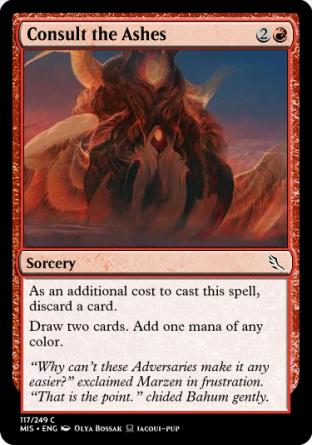 Consult the Ashes 2
Sorcery
As an additional cost to cast this spell,
discard a card.
Draw two cards. Add one mana of any
color.
“Why can’t these Adversaries make it any
easier?” exclaimed Marzen in frustration.
“That is the point.” chided Bahum gently.
117/249 C
MIS • ENG Olya Bossak iacoui-pup